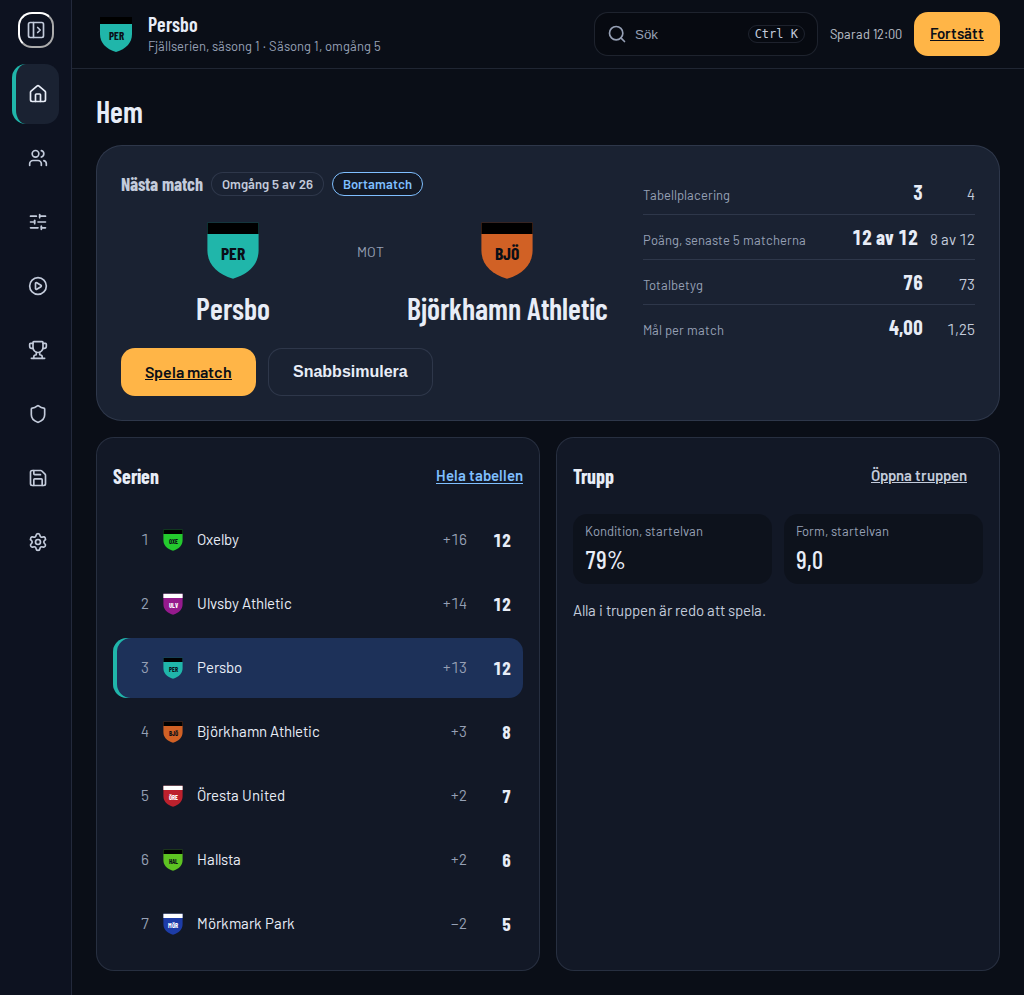 PER
Persbo
Fjällserien, säsong 1 · Säsong 1, omgång 5
Sök
Ctrl K
Sparad 12:00
Fortsätt
Hem
Nästa match
Omgång 5 av 26
Bortamatch
PER
MOT
BJÖ
Persbo
Björkhamn Athletic
Tabellplacering 3 4
Poäng, senaste 5 matcherna 12 av 12 8 av 12
Totalbetyg 76 73
Mål per match 4,00 1,25
Spela match
Snabbsimulera
Serien
Hela tabellen
1 OXE Oxelby +16 12
2 ULV Ulvsby Athletic +14 12
3 PER Persbo +13 12
4 BJÖ Björkhamn Athletic +3 8
5 ÖRE Öresta United +2 7
6 HAL Hallsta +2 6
7 MÖR Mörkmark Park −2 5
Trupp
Öppna truppen
Kondition, startelvan
79%
Form, startelvan
9,0
Alla i truppen är redo att spela.